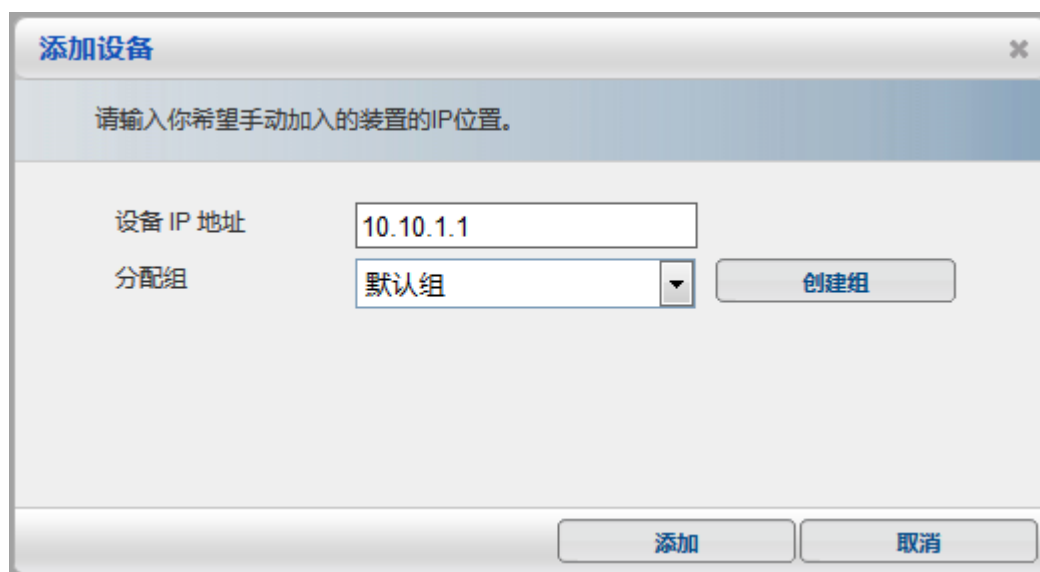 添加设备
请输入你希望手动加入的装置的IP位置。
设备 IP 地址 10.10.1.1
分配组 默认组 创建组
添加 取消